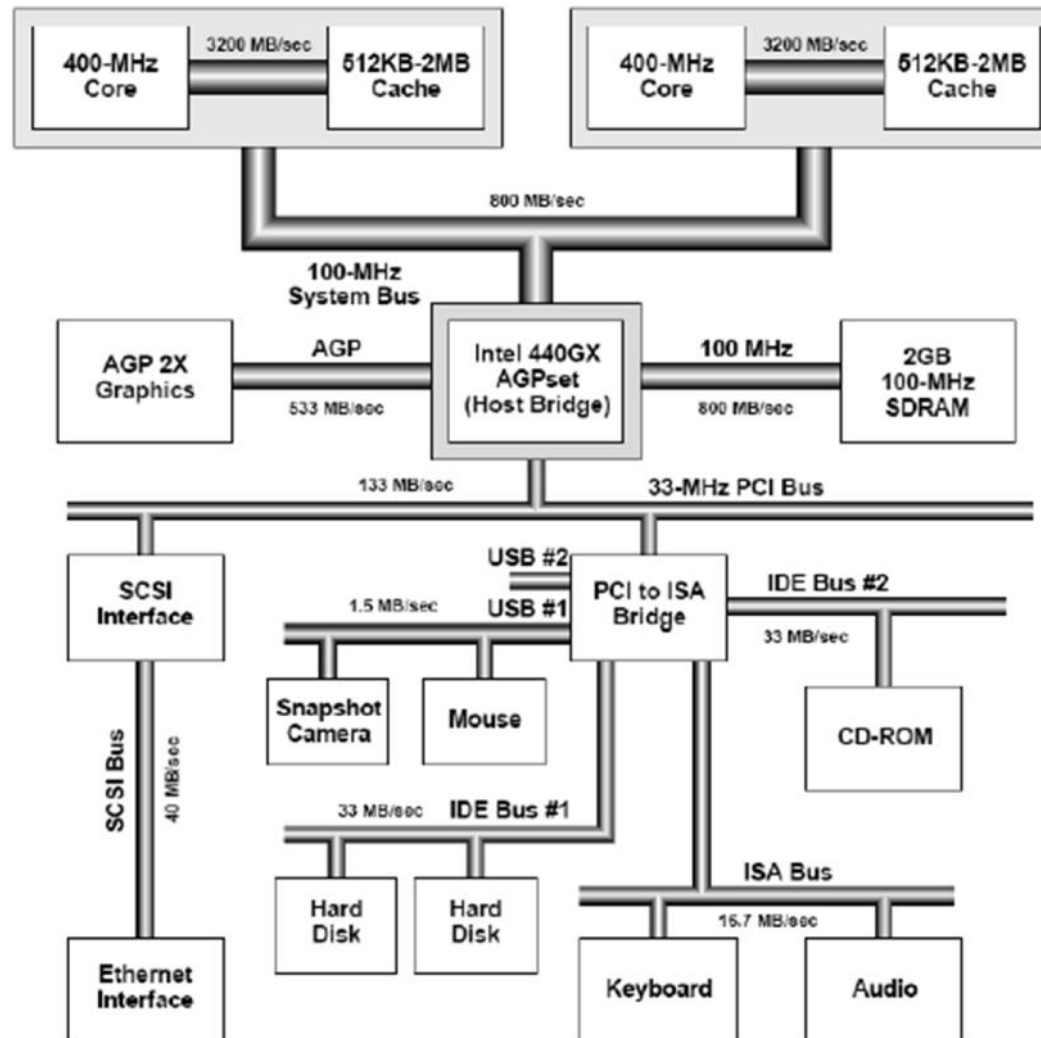 3200 MB/sec
400-MHz
Core
512KB-2MB
Cache
3200 MB/sec
400-MHz
Core
512KB-2MB
Cache
800 MB/sec
100-MHz
System Bus
AGP 2X
Graphics
AGP
533 MB/sec
Intel 440GX
AGPset
(Host Bridge)
100 MHz
800 MB/sec
2GB
100-MHz
SDRAM
133 MB/sec
33-MHz PCI Bus
SCSI
Interface
USB #2
1.5 MB/sec
USB #1
PCI to ISA
Bridge
IDE Bus #2
33 MB/sec
Snapshot
Camera
Mouse
CD-ROM
SCSI Bus
40 MB/sec
33 MB/sec
IDE Bus #1
Hard
Disk
Hard
Disk
ISA Bus
16.7 MB/sec
Ethernet
Interface
Keyboard
Audio